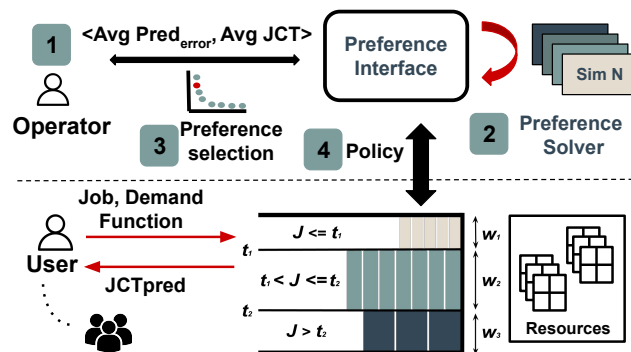 1
<Avg Pred_error, Avg JCT>
Operator
3
Preference
selection
Preference
Interface
4
Policy
Sim N
2
Preference
Solver
Job, Demand
Function
User
JCTpred
t₁
t₂
J <= t₁
t₁ < J <= t₂
J > t₂
w₁
w₂
w₃
Resources